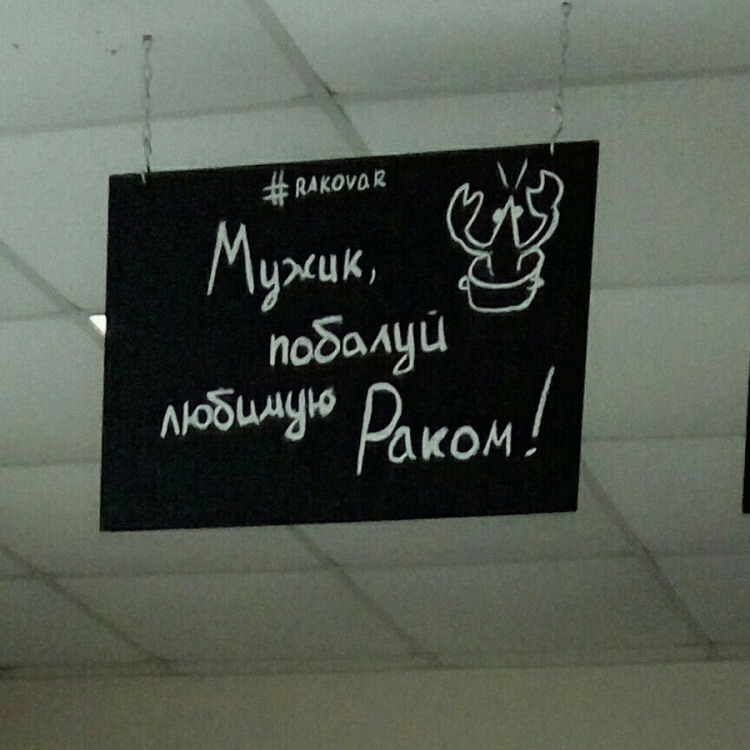 #RAKOVAR
Мужик,
побалуй
любимую Раком!